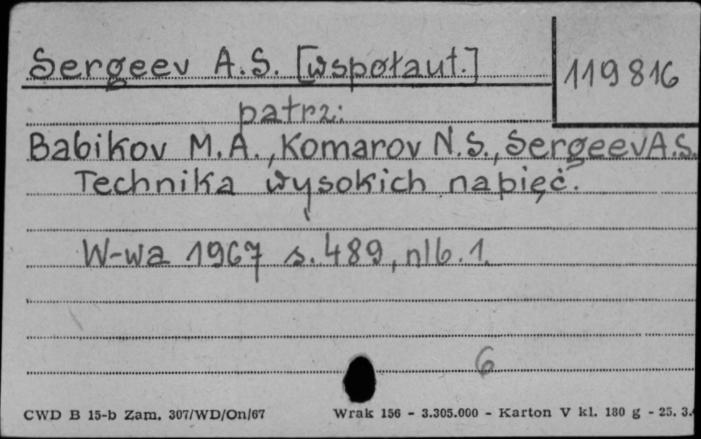 Sergeev A.S. [współaut.]
119816
patrz:
Babikov M.A., Komarov N.S., Sergeev A.S.
Technika wysokich napięć.
W-wa 1967 s. 489, nlb. 1.
6
CWD B 15-b Zam. 307/WD/On/67 Wrak 156 - 3.305.000 - Karton V kl. 180 g - 25. 3.